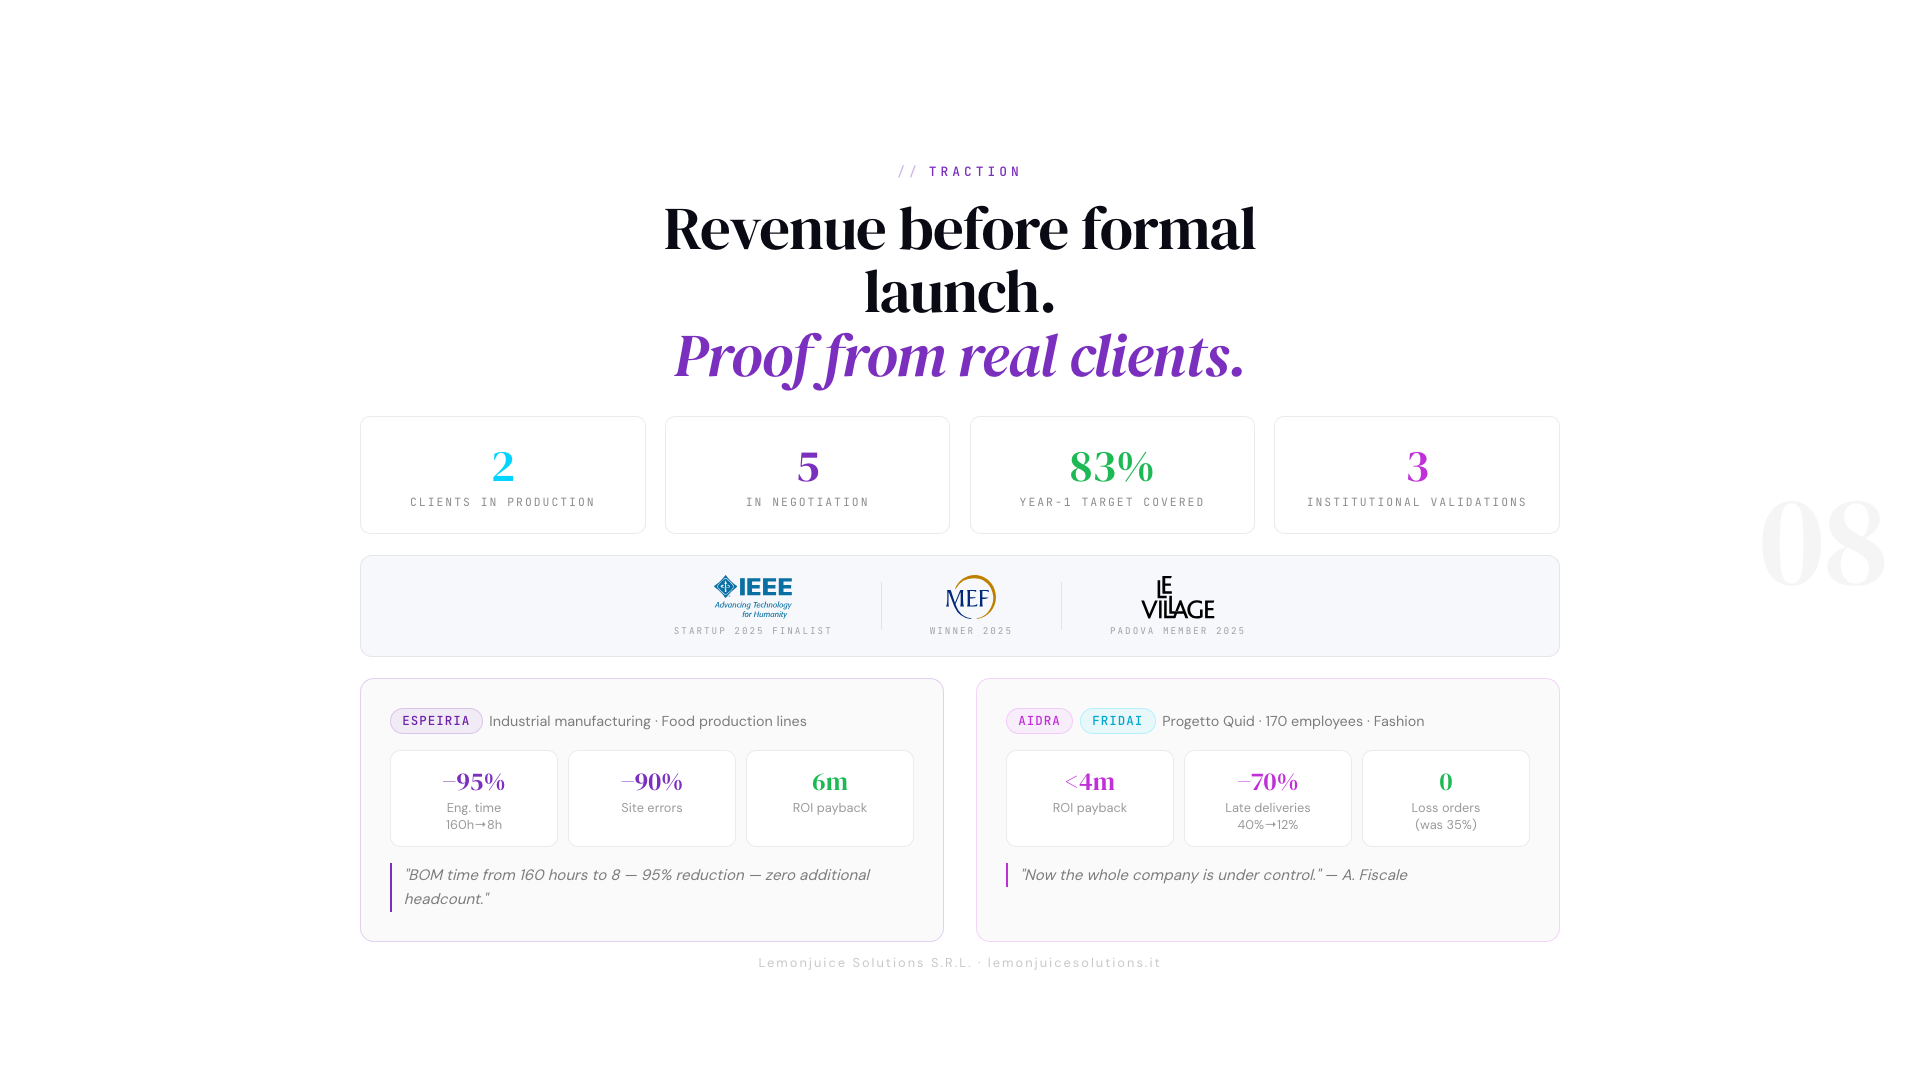 // TRACTION
Revenue before formal
launch.
Proof from real clients.
2
CLIENTS IN PRODUCTION
5
IN NEGOTIATION
83%
YEAR-1 TARGET COVERED
3
INSTITUTIONAL VALIDATIONS
08
IEEE
Advancing Technology
for Humanity
STARTUP 2025 FINALIST
MEF
WINNER 2025
LE
VILLAGE
PADOVA MEMBER 2025
ESPEIRIA Industrial manufacturing · Food production lines
−95%
Eng. time
160h→8h
−90%
Site errors
6m
ROI payback
"BOM time from 160 hours to 8 — 95% reduction — zero additional
headcount."
AIDRA FRIDAI Progetto Quid · 170 employees · Fashion
<4m
ROI payback
−70%
Late deliveries
40%→12%
0
Loss orders
(was 35%)
"Now the whole company is under control." — A. Fiscale
Lemonjuice Solutions S.R.L. · lemonjuicesolutions.it